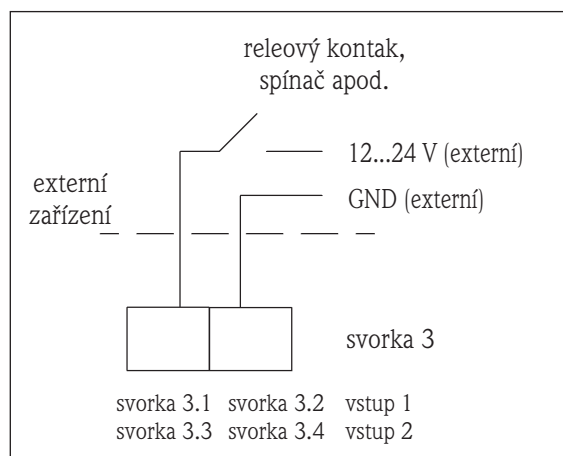 releový kontak,
spínač apod.
12...24 V (externí)
externí
zařízení
GND (externí)
svorka 3
svorka 3.1 svorka 3.2 vstup 1
svorka 3.3 svorka 3.4 vstup 2